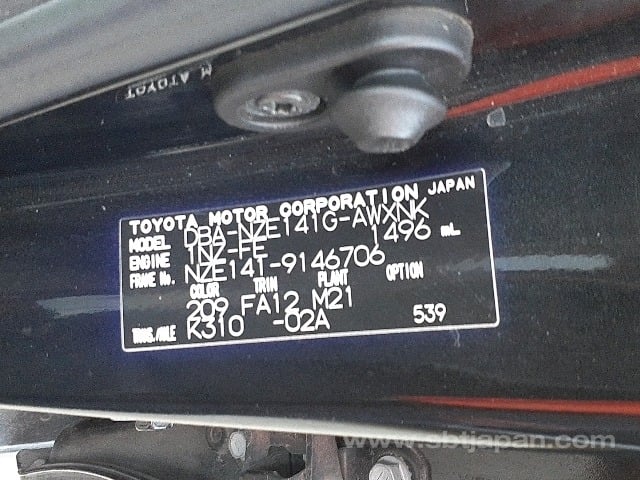 M ATOYOT
TOYOTA MOTOR CORPORATION JAPAN
MODEL DBA-NZE141G-AWXNK
ENGINE 1NZ-FE 1496 mL
FRAME No. NZE141-9146706
COLOR TRIM PLANT OPTION
209 FA12 M21
TRANS./AXLE K310 -02A 539
www.sbtjapan.com